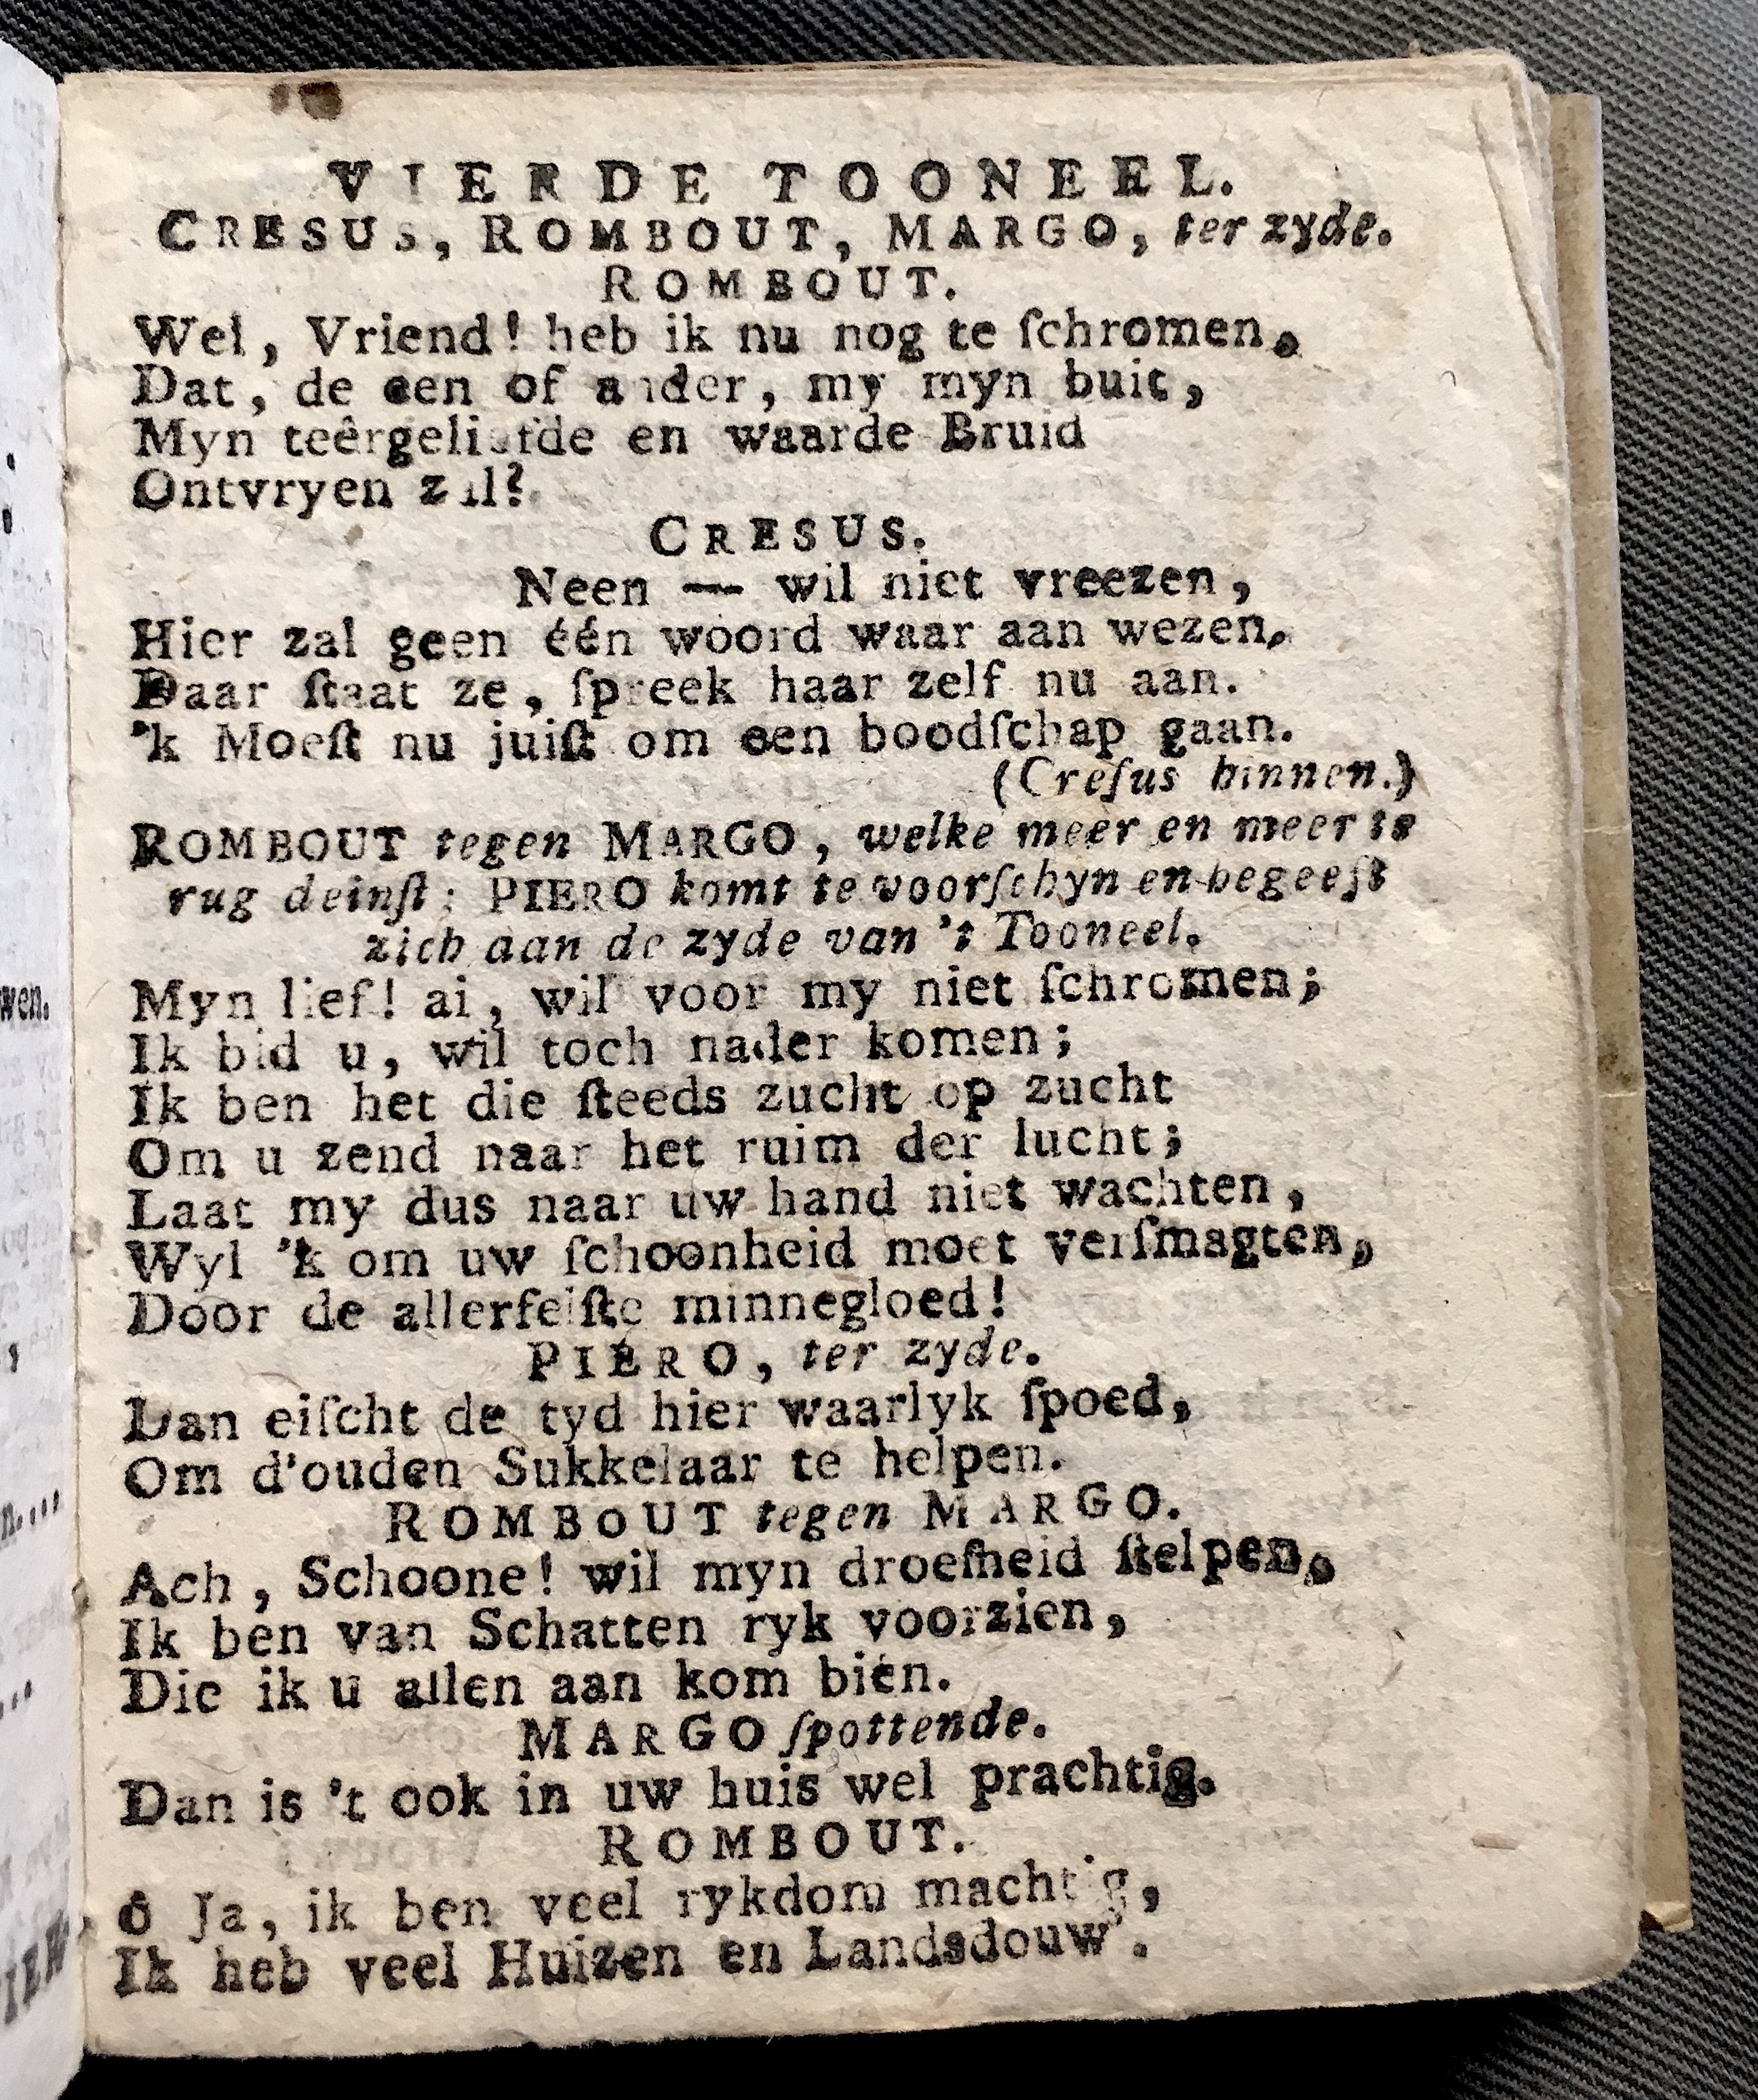 VIERDE TOONEEL.
CRESUS, ROMBOUT, MARGO, ter zyde.
ROMBOUT.
Wel, Vriend! heb ik nu nog te ſchromen,
Dat, de een of ander, my myn buit,
Myn teêrgeliefde en waarde Bruid
Ontvryen zal?
CRESUS.
Neen — wil niet vreezen,
Hier zal geen één woord waar aan wezen,
Daar ſtaat ze, ſpreek haar zelf nu aan.
'k Moeſt nu juiſt om een boodſchap gaan.
(Creſus binnen.)
ROMBOUT tegen MARGO, welke meer en meer te
rug deinſt; PIERO komt te voorſchyn en begeeſt
zich aan de zyde van 't Tooneel.
Myn lief! ai, wil voor my niet ſchromen;
Ik bid u, wil toch nader komen;
Ik ben het die ſteeds zucht op zucht
Om u zend naar het ruim der lucht;
Laat my dus naar uw hand niet wachten,
Wyl 'k om uw ſchoonheid moet verſmagten,
Door de allerfelſte minnegloed!
PIERO, ter zyde.
Dan eiſcht de tyd hier waarlyk ſpoed,
Om d'ouden Sukkelaar te helpen.
ROMBOUT tegen MARGO.
Ach, Schoone! wil myn droefheid ſtelpen,
Ik ben van Schatten ryk voorzien,
Die ik u allen aan kom biên.
MARGO ſpottende.
Dan is 't ook in uw huis wel prachtig.
ROMBOUT.
ô Ja, ik ben veel rykdom machtig,
Ik heb veel Huizen en Landsdouw'.